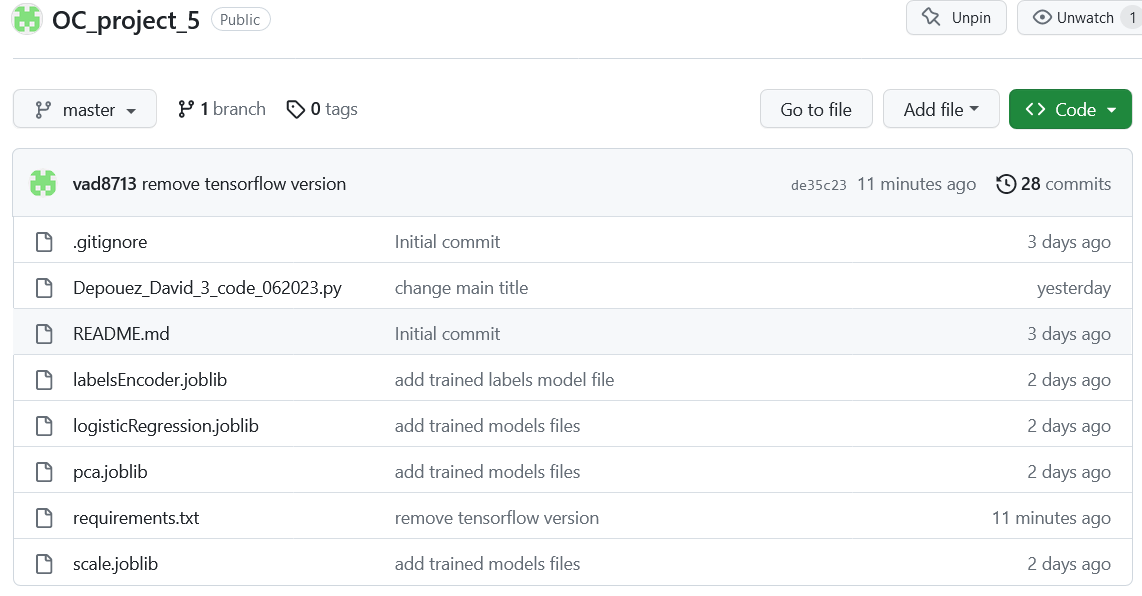 OC_project_5 Public Unpin Unwatch 1
master 1 branch 0 tags Go to file Add file <> Code
vad8713 remove tensorflow version de35c23 11 minutes ago 28 commits
.gitignore Initial commit 3 days ago
Depouez_David_3_code_062023.py change main title yesterday
README.md Initial commit 3 days ago
labelsEncoder.joblib add trained labels model file 2 days ago
logisticRegression.joblib add trained models files 2 days ago
pca.joblib add trained models files 2 days ago
requirements.txt remove tensorflow version 11 minutes ago
scale.joblib add trained models files 2 days ago